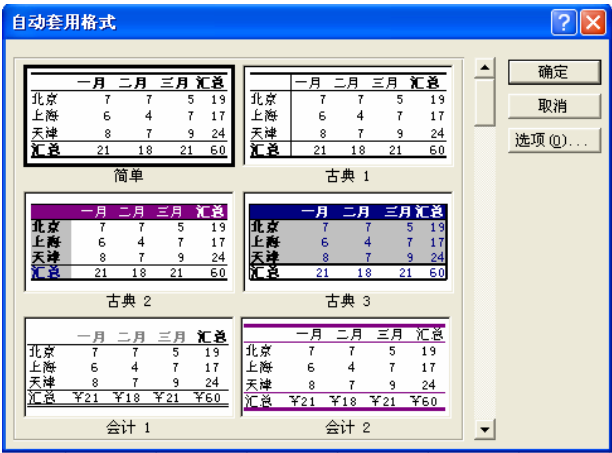 自动套用格式
一月 二月 三月 汇总
北京 7 7 5 19
上海 6 4 7 17
天津 8 7 9 24
汇总 21 18 21 60
简单
一月 二月 三月 汇总
北京 7 7 5 19
上海 6 4 7 17
天津 8 7 9 24
汇总 21 18 21 60
古典 1
确定
取消
选项(O)...
一月 二月 三月 汇总
北京 7 7 5 19
上海 6 4 7 17
天津 8 7 9 24
汇总 21 18 21 60
古典 2
一月 二月 三月 汇总
北京 7 7 5 19
上海 6 4 7 17
天津 8 7 9 24
汇总 21 18 21 60
古典 3
一月 二月 三月 汇总
北京 7 7 5 19
上海 6 4 7 17
天津 8 7 9 24
汇总 ¥21 ¥18 ¥21 ¥60
会计 1
一月 二月 三月 汇总
北京 7 7 5 19
上海 6 4 7 17
天津 8 7 9 24
汇总 ¥21 ¥18 ¥21 ¥60
会计 2